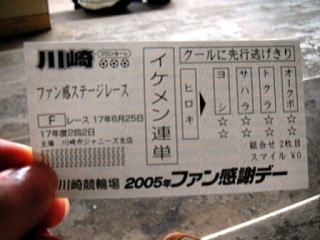 川崎
フロンターレ
ファン感ステージレース
F レース 17年6月25日
17年度2回2日
主催 川崎市ジャニーズ支店
イケメン連単
クールに先行逃げきり
ヒロキ
ヨシ ☆☆
サハラ ☆☆
トクラ ☆☆
オークボ ☆☆
組合せ 2枚目
スマイル ¥0
川崎競輪場 2005年ファン感謝デー